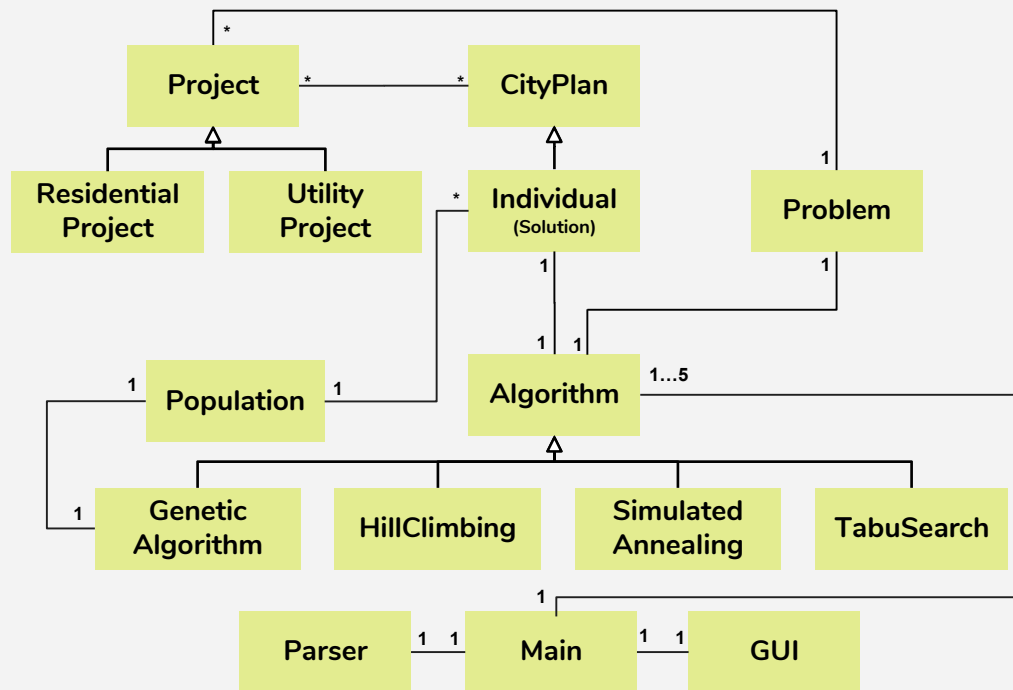 *
Project
*
*
CityPlan
Residential
Project
Utility
Project
*
Individual
(Solution)
1
Problem
1
1
1
1
1
Population
1
Algorithm
1...5
1
Genetic
Algorithm
HillClimbing
Simulated
Annealing
TabuSearch
1
Parser
1
1
Main
1
1
GUI